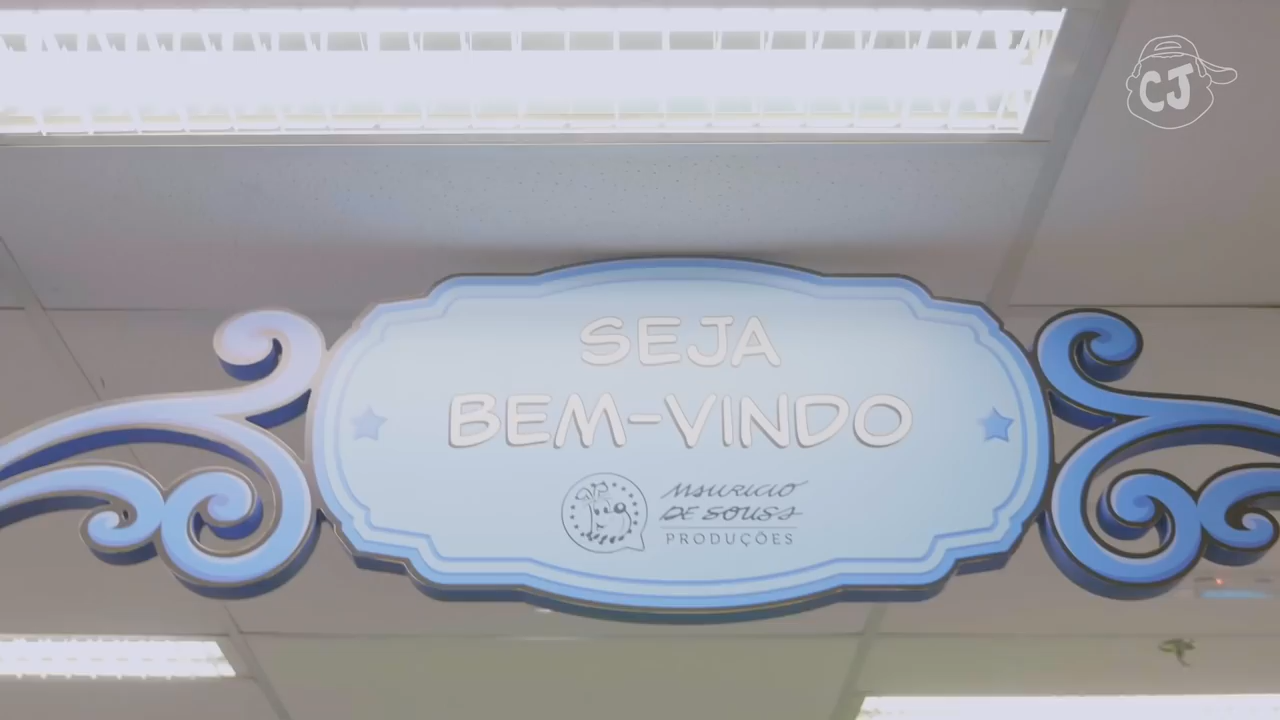 CJ
SEJA
BEM-VINDO
MAURICIO
DE SOUSA
PRODUÇÕES